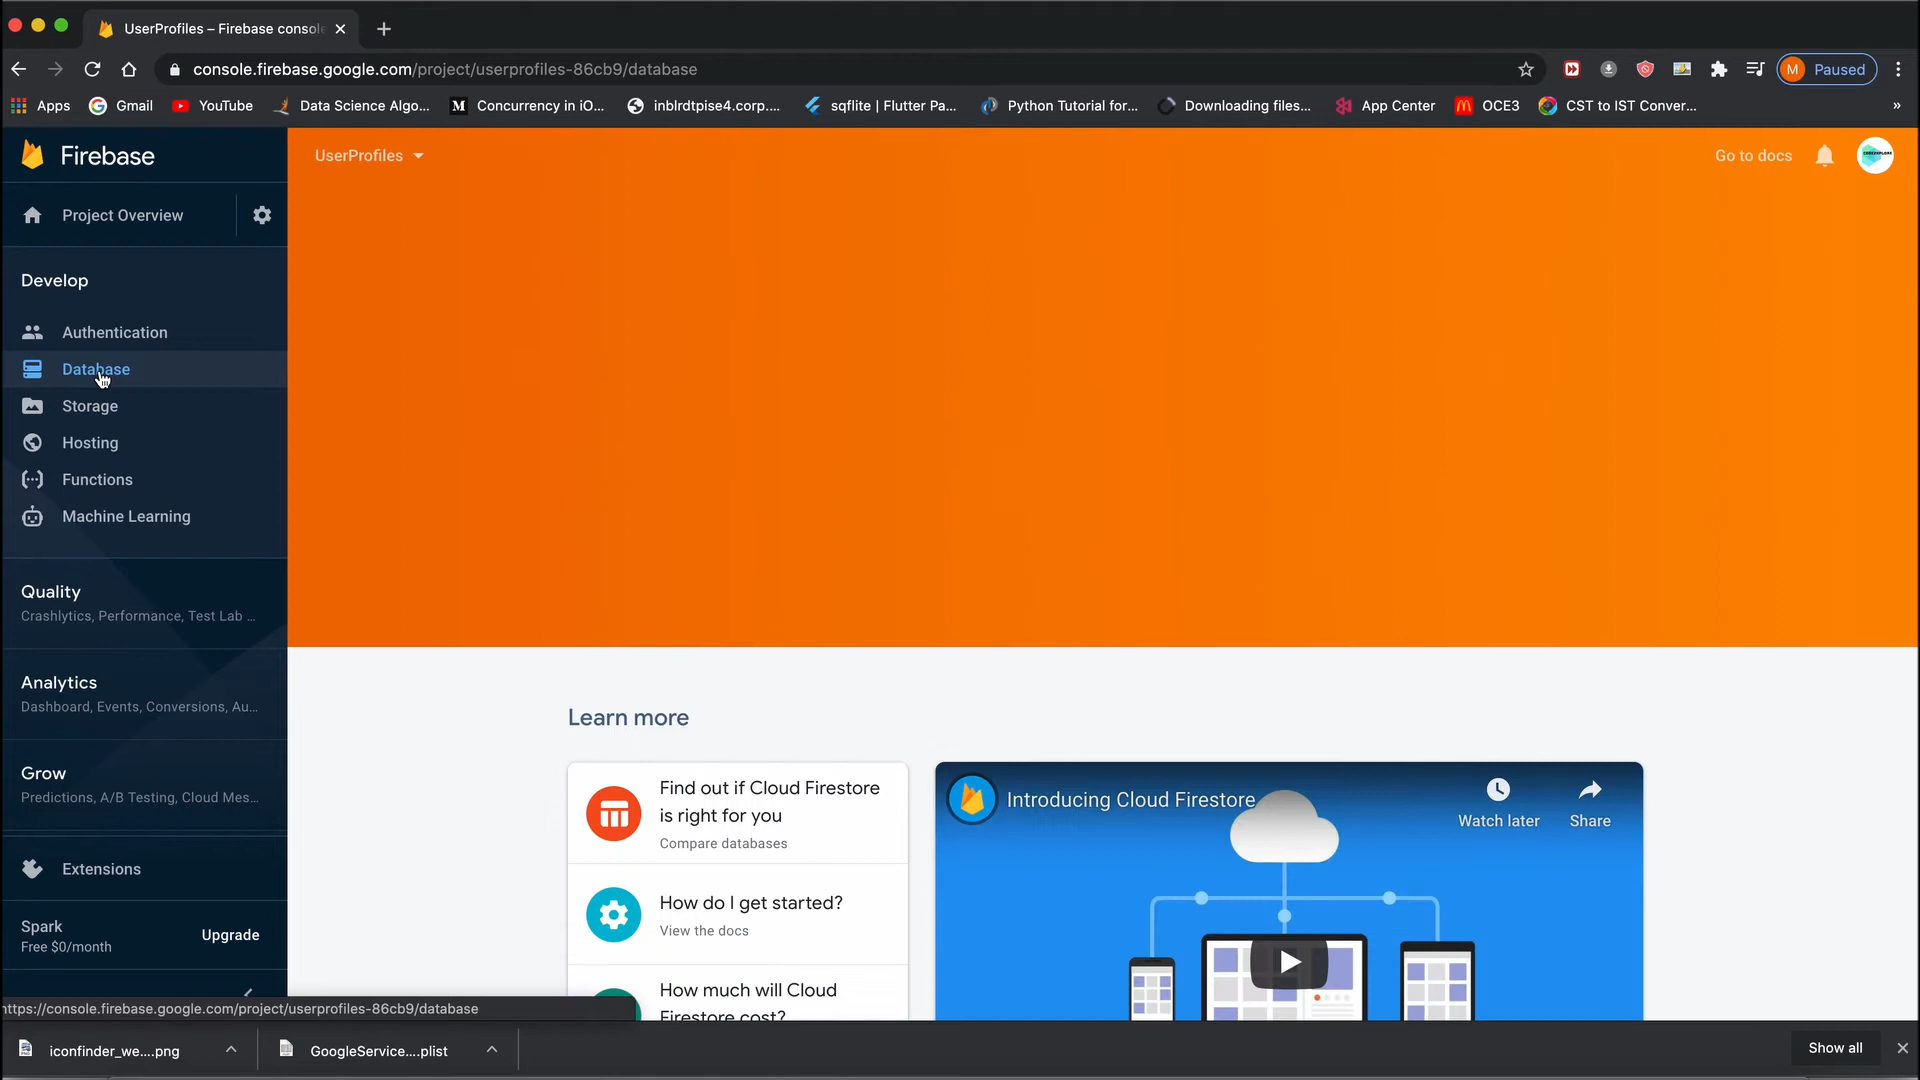 UserProfiles – Firebase consol
console.firebase.google.com/project/userprofiles-86cb9/database
M Paused
Apps
Gmail
YouTube
Data Science Algo...
M Concurrency in iO...
inblrdtpise4.corp....
sqflite | Flutter Pa...
Python Tutorial for...
Downloading files...
App Center
OCE3
CST to IST Conver...
»
Firebase
UserProfiles
Go to docs
Project Overview
Develop
Authentication
Database
Storage
Hosting
Functions
Machine Learning
Quality
Crashlytics, Performance, Test Lab ...
Analytics
Dashboard, Events, Conversions, Au...
Grow
Predictions, A/B Testing, Cloud Mes...
Extensions
Spark
Free $0/month
Upgrade
Learn more
Find out if Cloud Firestore
is right for you
Compare databases
How do I get started?
View the docs
How much will Cloud
Firestore cost?
Introducing Cloud Firestore
Watch later
Share
https://console.firebase.google.com/project/userprofiles-86cb9/database
iconfinder_we....png
GoogleService....plist
Show all